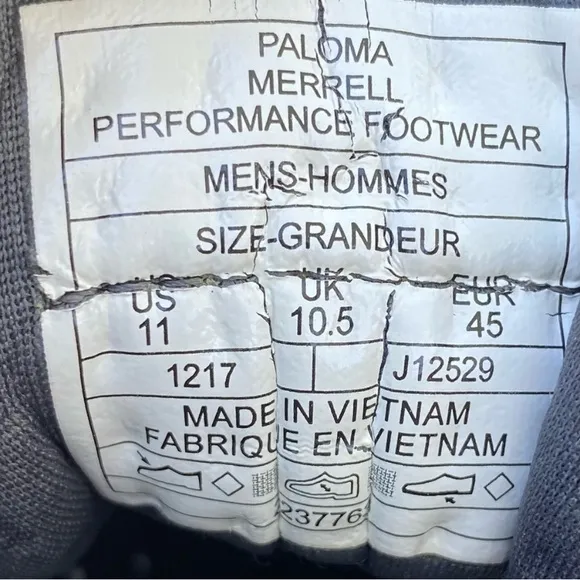 PALOMA
MERRELL
PERFORMANCE FOOTWEAR
MENS-HOMMES
SIZE-GRANDEUR
US UK EUR
11 10.5 45
1217 J12529
MADE IN VIETNAM
FABRIQUE EN VIETNAM